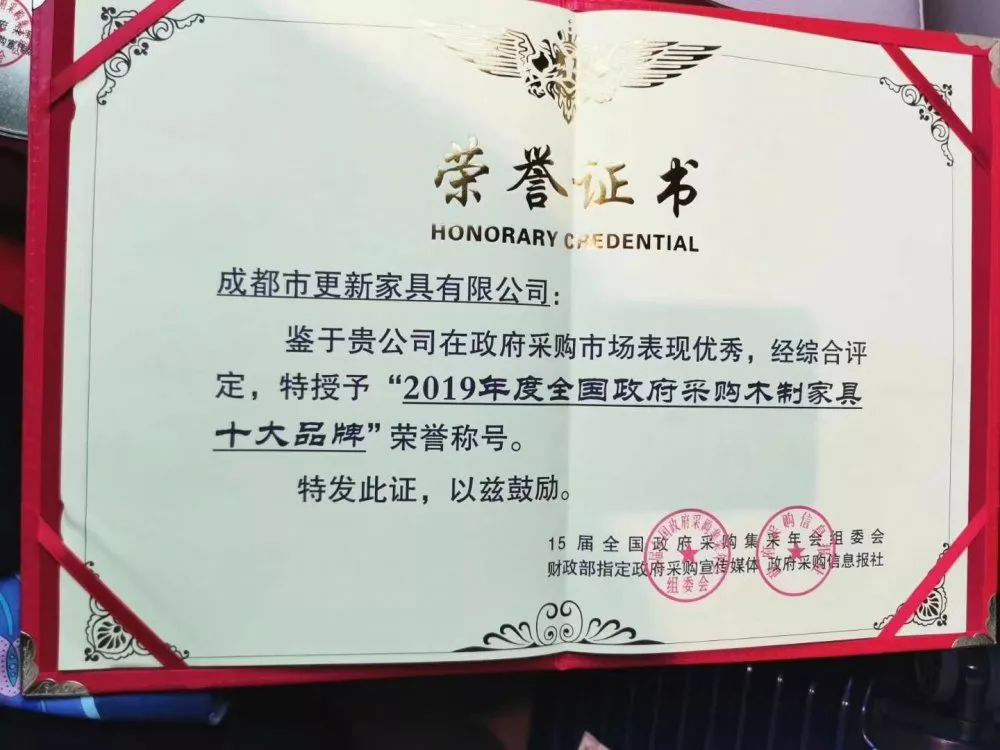 荣誉证书
HONORARY CREDENTIAL
成都市更新家具有限公司：
鉴于贵公司在政府采购市场表现优秀，经综合评
定，特授予“2019年度全国政府采购木制家具
十大品牌”荣誉称号。
特发此证，以兹鼓励。
15届全国政府采购集采年会组委会
财政部指定政府采购宣传媒体 政府采购信息报社
组委会